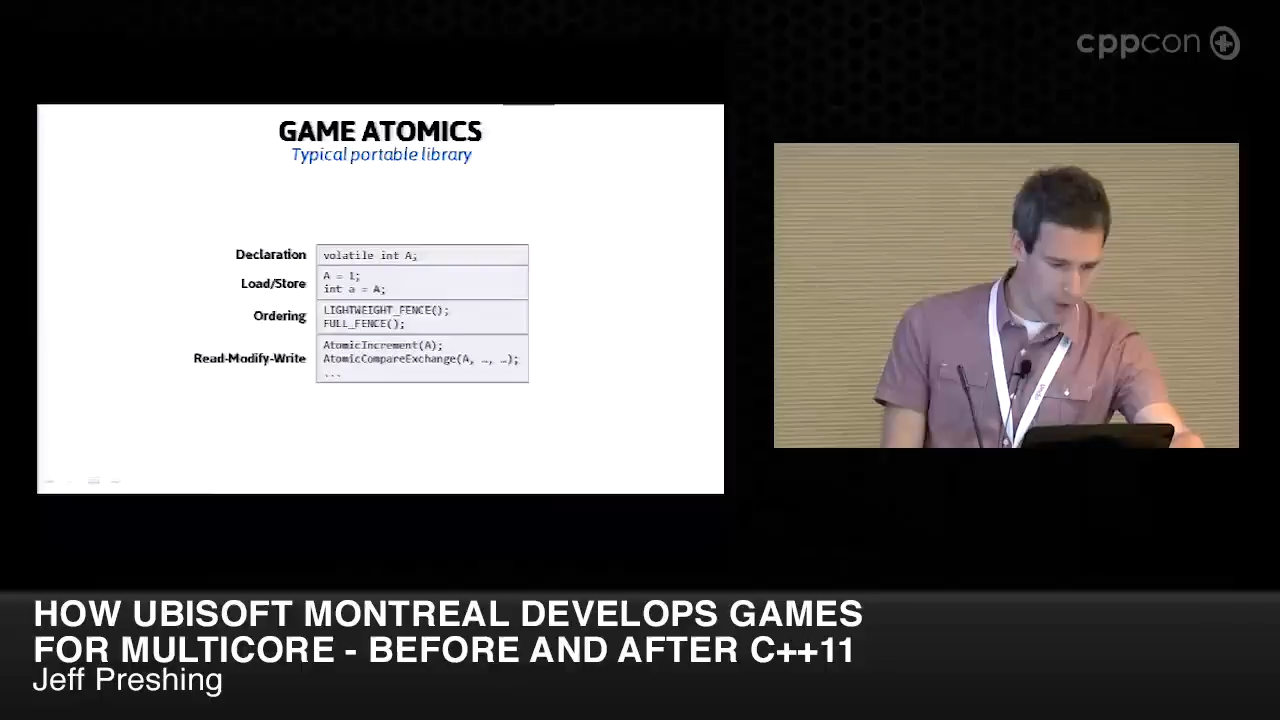 cppcon
GAME ATOMICS
Typical portable library
Declaration
volatile int A;
Load/Store
A = 1;
int a = A;
Ordering
LIGHTWEIGHT_FENCE();
FULL_FENCE();
Read-Modify-Write
AtomicIncrement(A);
AtomicCompareExchange(A, …, …);
...
HOW UBISOFT MONTREAL DEVELOPS GAMES
FOR MULTICORE - BEFORE AND AFTER C++11
Jeff Preshing